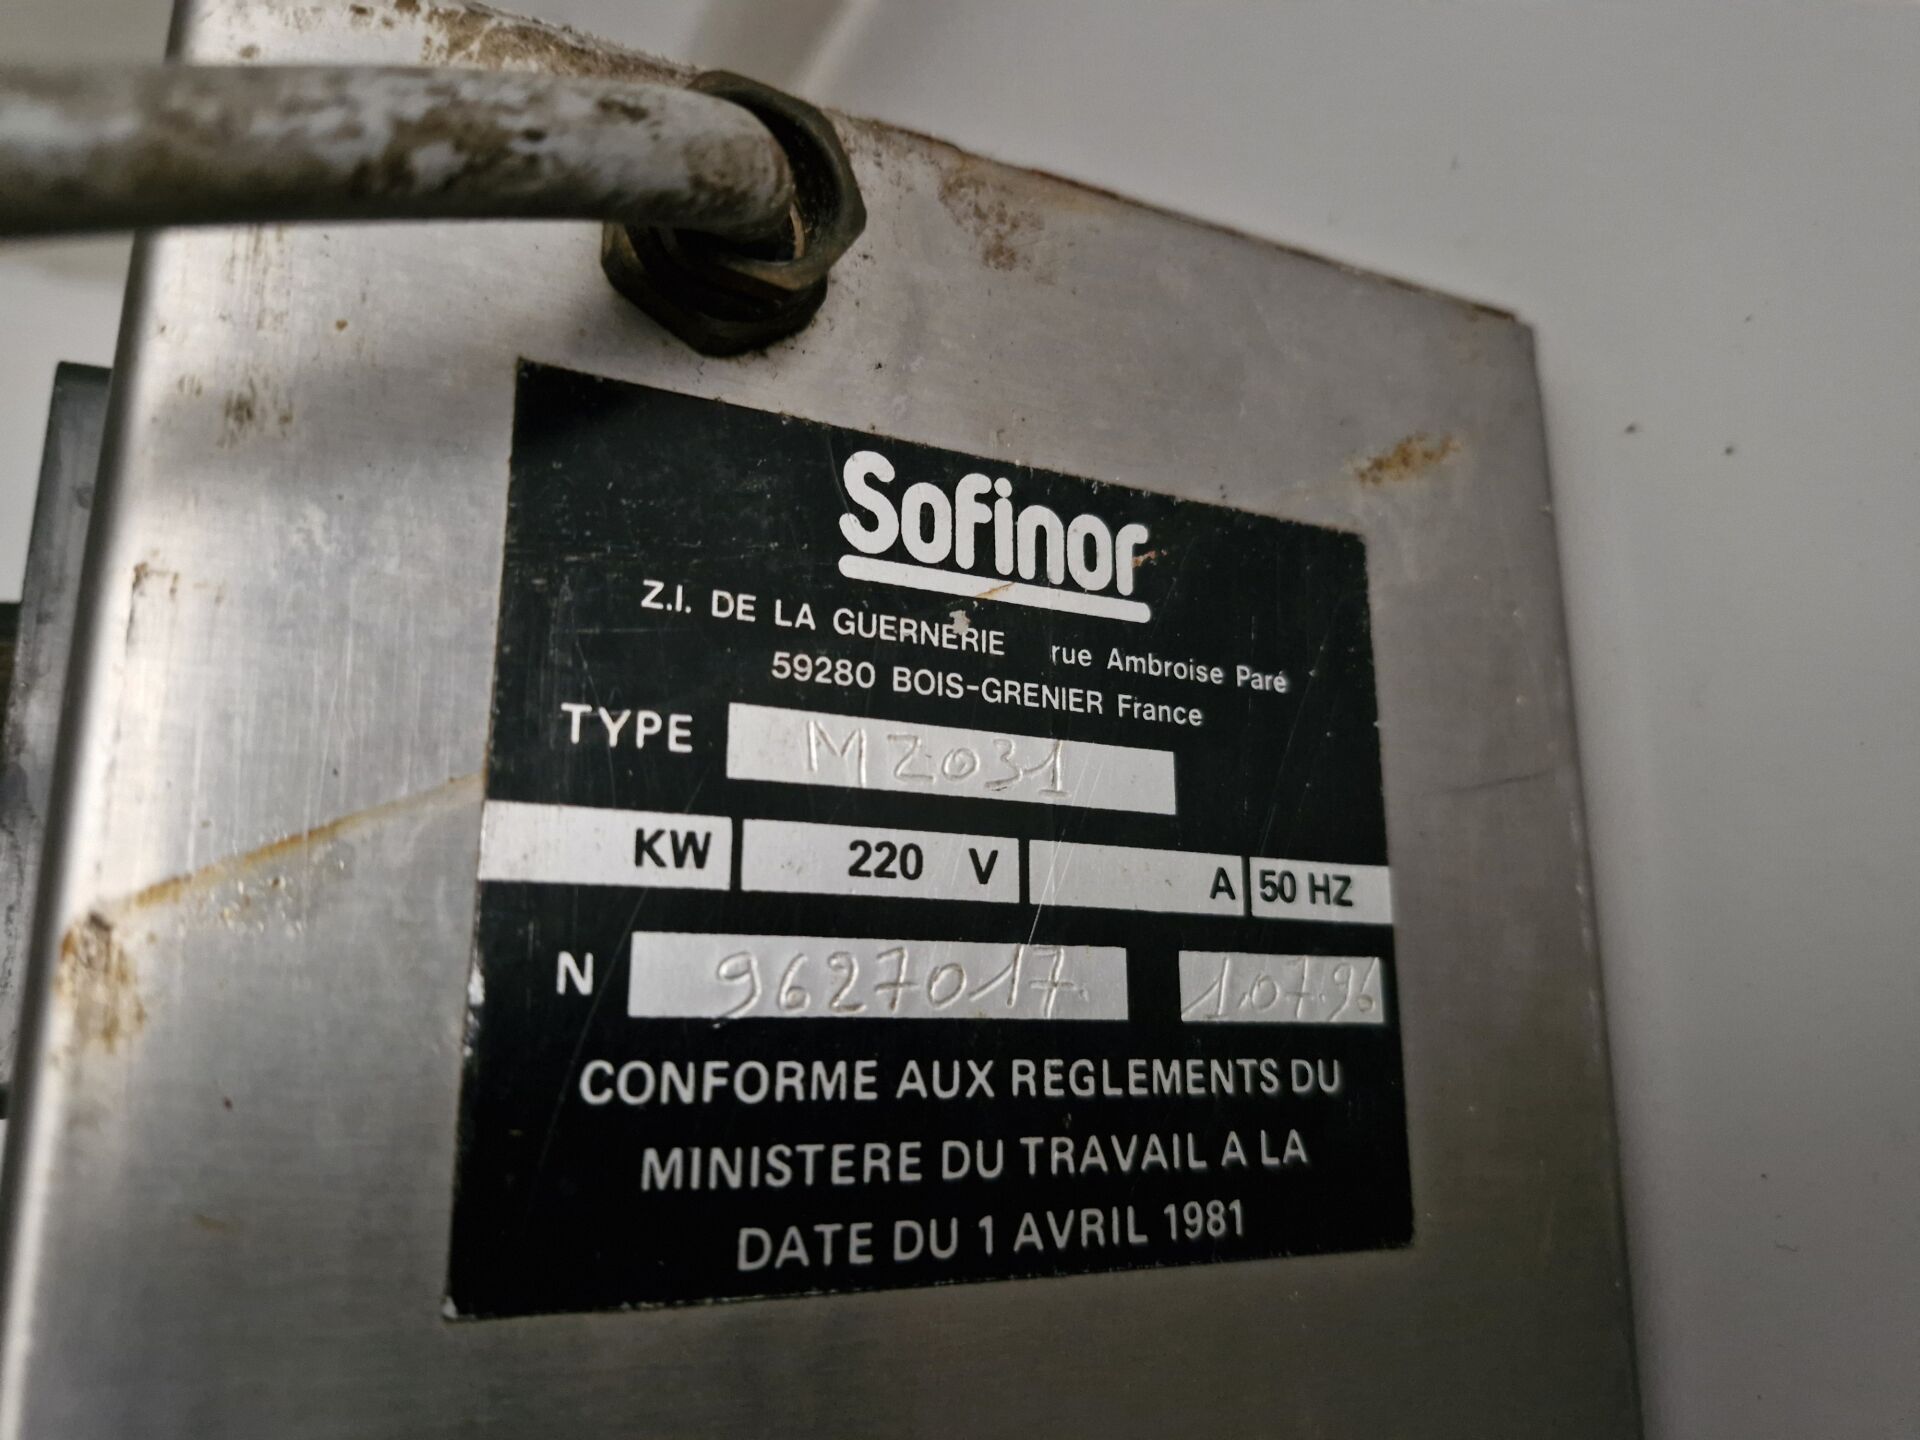 Sofinor
Z.I. DE LA GUERNERIE rue Ambroise Paré
59280 BOIS-GRENIER France
TYPE MZ031
KW 220 V A 50 HZ
N 9627017 1.07.96
CONFORME AUX REGLEMENTS DU
MINISTERE DU TRAVAIL A LA
DATE DU 1 AVRIL 1981